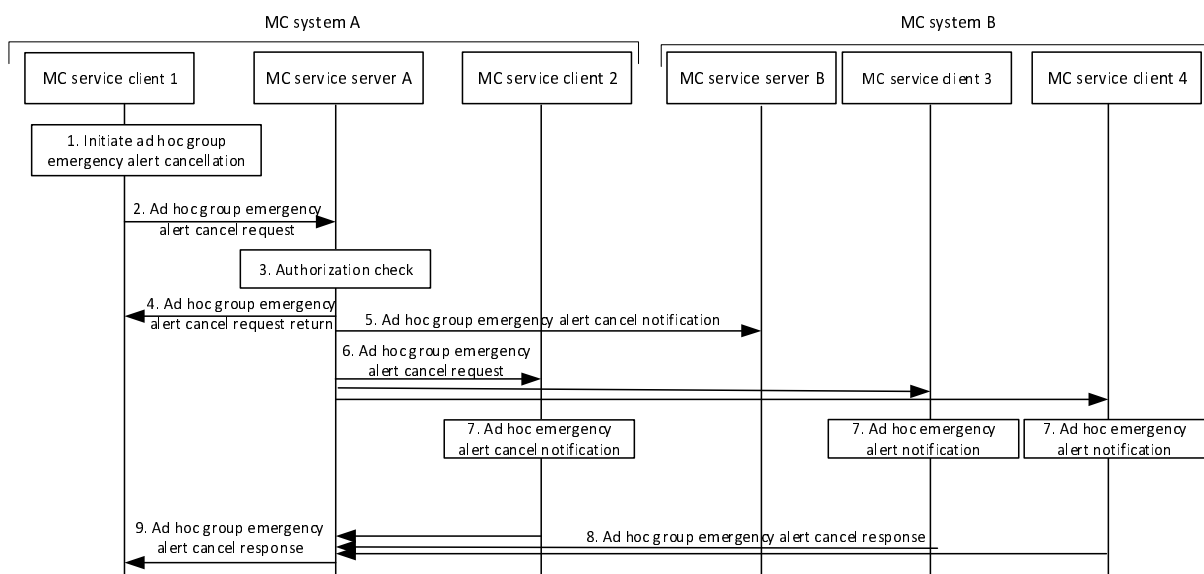 MC system A
MC system B
MC service client 1
MC service server A
MC service client 2
MC service server B
MC service client 3
MC service client 4
1. Initiate ad hoc group
emergency alert cancellation
2. Ad hoc group emergency
alert cancel request
3. Authorization check
4. Ad hoc group emergency
alert cancel request return
5. Ad hoc group emergency alert cancel notification
6. Ad hoc group emergency
alert cancel request
7. Ad hoc emergency
alert cancel notification
7. Ad hoc emergency
alert notification
7. Ad hoc emergency
alert notification
8. Ad hoc group emergency alert cancel response
9. Ad hoc group emergency
alert cancel response